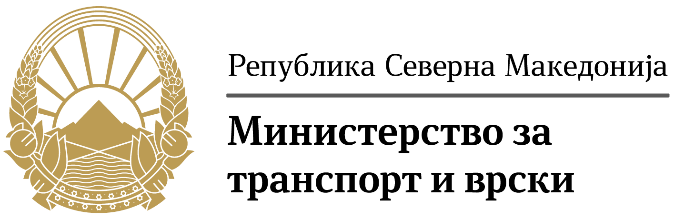 Република Северна Македонија
Министерство за
транспорт и врски